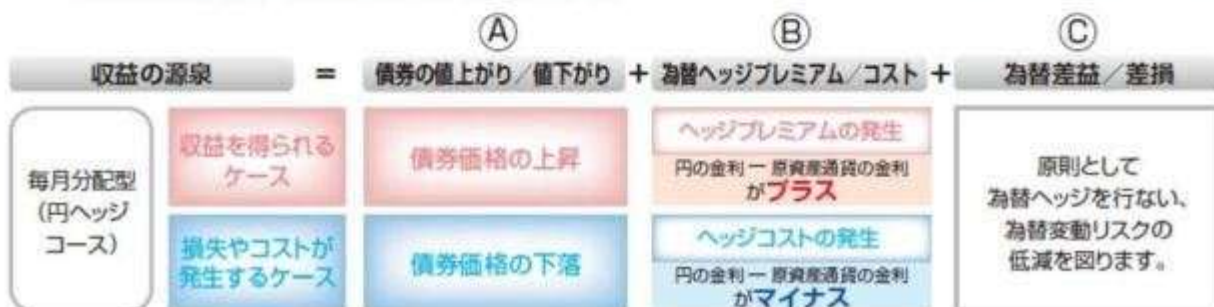 Ⓐ Ⓑ Ⓒ
収益の源泉 = 債券の値上がり／値下がり + 為替ヘッジプレミアム／コスト + 為替差益／差損
毎月分配型
(円ヘッジ
コース)
収益を得られる
ケース
債券価格の上昇
ヘッジプレミアムの発生
円の金利 ー 原資産通貨の金利
がプラス
損失やコストが
発生するケース
債券価格の下落
ヘッジコストの発生
円の金利 ー 原資産通貨の金利
がマイナス
原則として
為替ヘッジを行ない、
為替変動リスクの
低減を図ります。